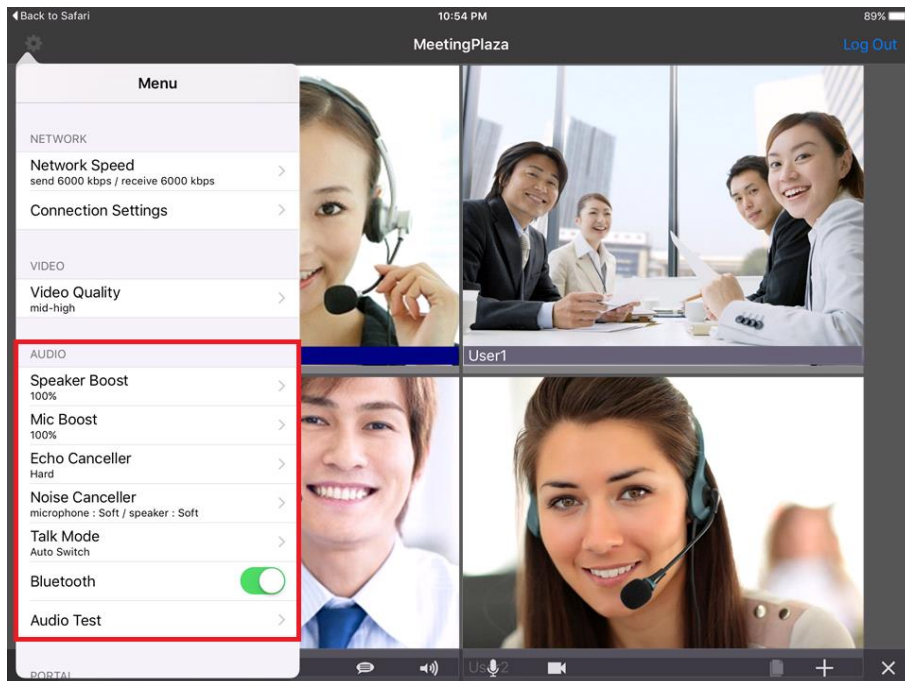 Back to Safari
10:54 PM
89%
MeetingPlaza
Log Out
Menu
NETWORK
Network Speed
send 6000 kbps / receive 6000 kbps
Connection Settings
VIDEO
Video Quality
mid-high
AUDIO
Speaker Boost
100%
Mic Boost
100%
Echo Canceller
Hard
Noise Canceller
microphone : Soft / speaker : Soft
Talk Mode
Auto Switch
Bluetooth
Audio Test
PORTAL
User1
User2